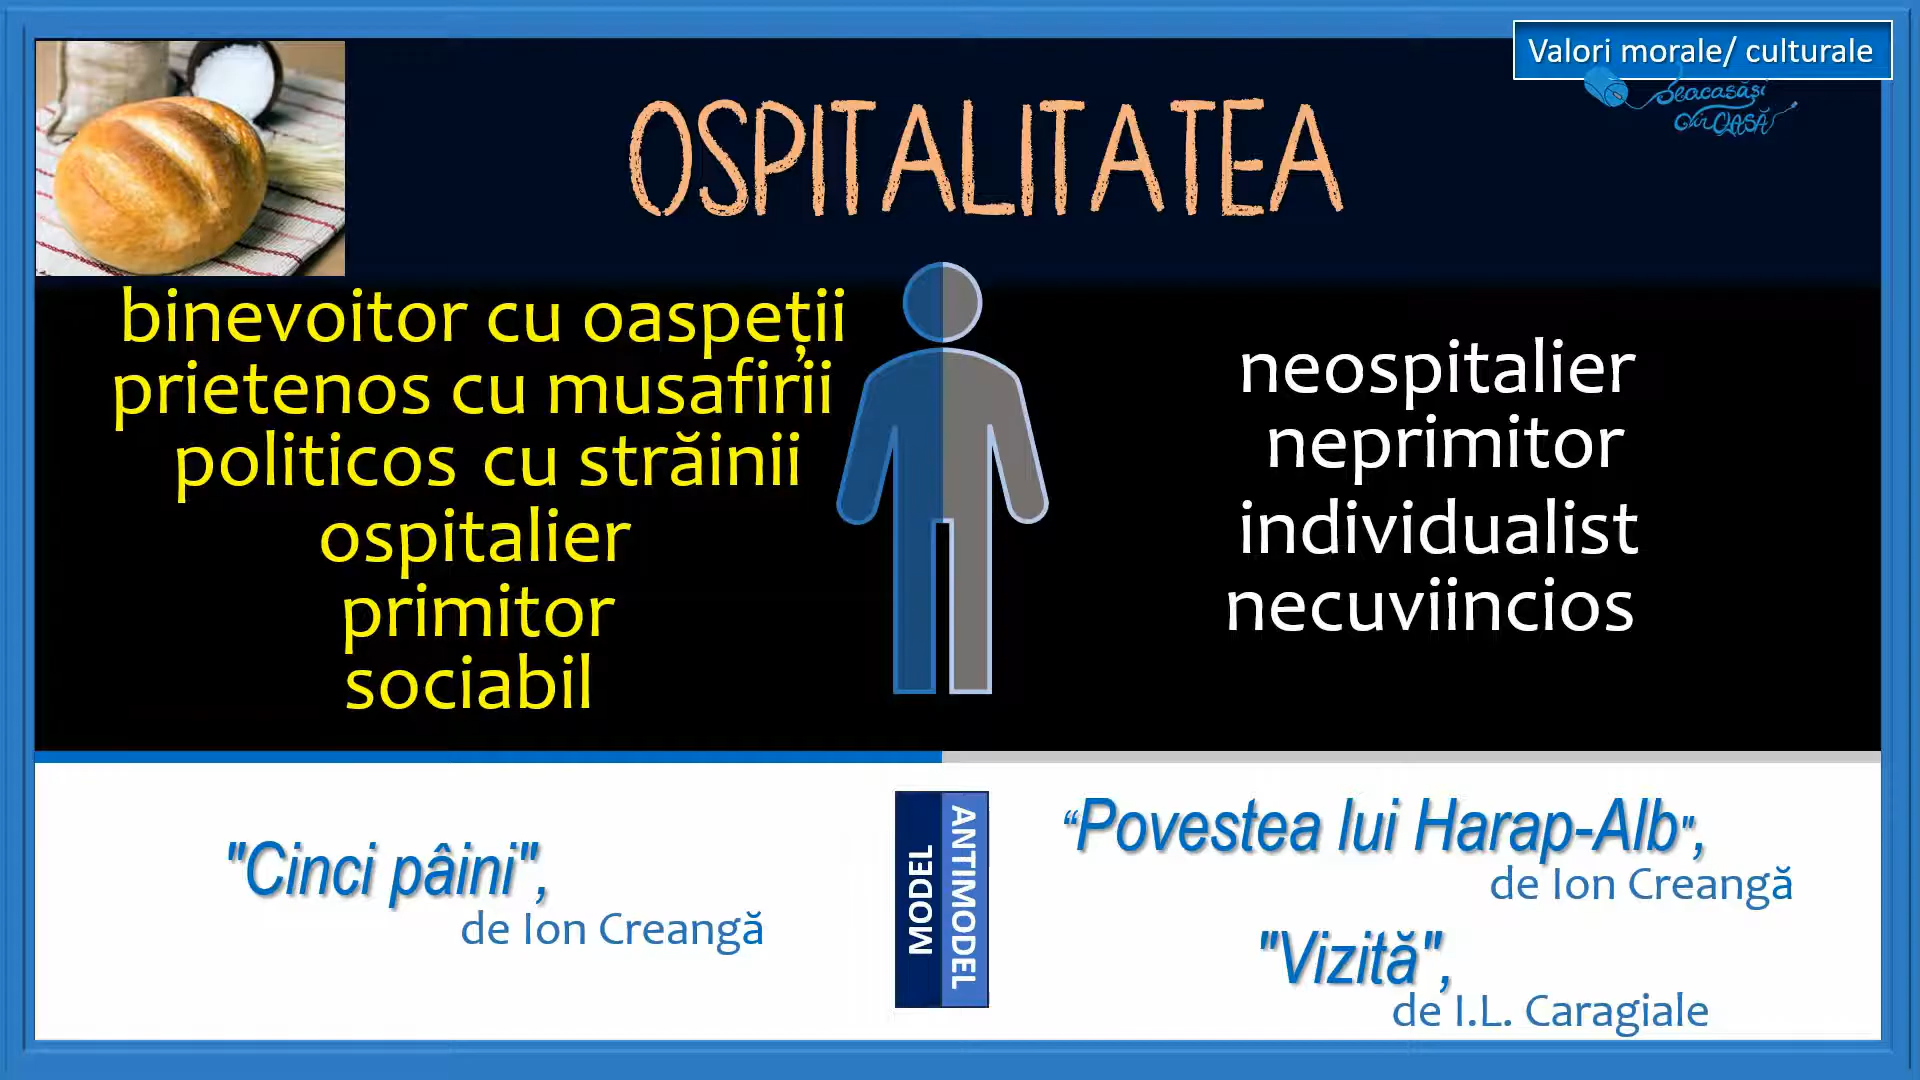 Valori morale/ culturale
Deacasăși
OSPITALITATEA
binevoitor cu oaspeții
prietenos cu musafirii
politicos cu străinii
ospitalier
primitor
sociabil
neospitalier
neprimitor
individualist
necuviincios
"Cinci pâini",
de Ion Creangă
MODEL
ANTIMODEL
“Povestea lui Harap-Alb",
de Ion Creangă
"Vizită",
de I.L. Caragiale